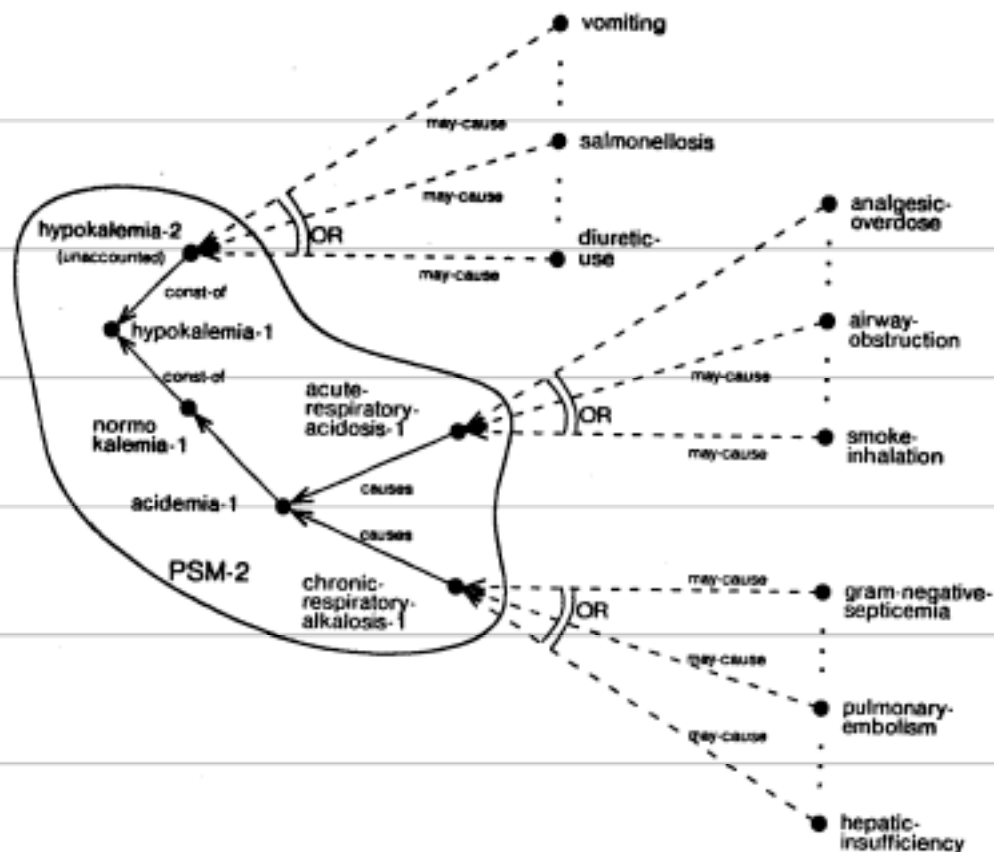 vomiting
may-cause
salmonellosis
may-cause
OR
diuretic-
use
may-cause
analgesic-
overdose
airway-
obstruction
may-cause
OR
smoke-
inhalation
may-cause
hypokalemia-2
(unaccounted)
const-of
hypokalemia-1
const-of
normo
kalemia-1
acute-
respiratory-
acidosis-1
causes
acidemia-1
causes
PSM-2
chronic-
respiratory-
alkalosis-1
may-cause
OR
gram-negative-
septicemia
may-cause
pulmonary-
embolism
may-cause
hepatic-
insufficiency